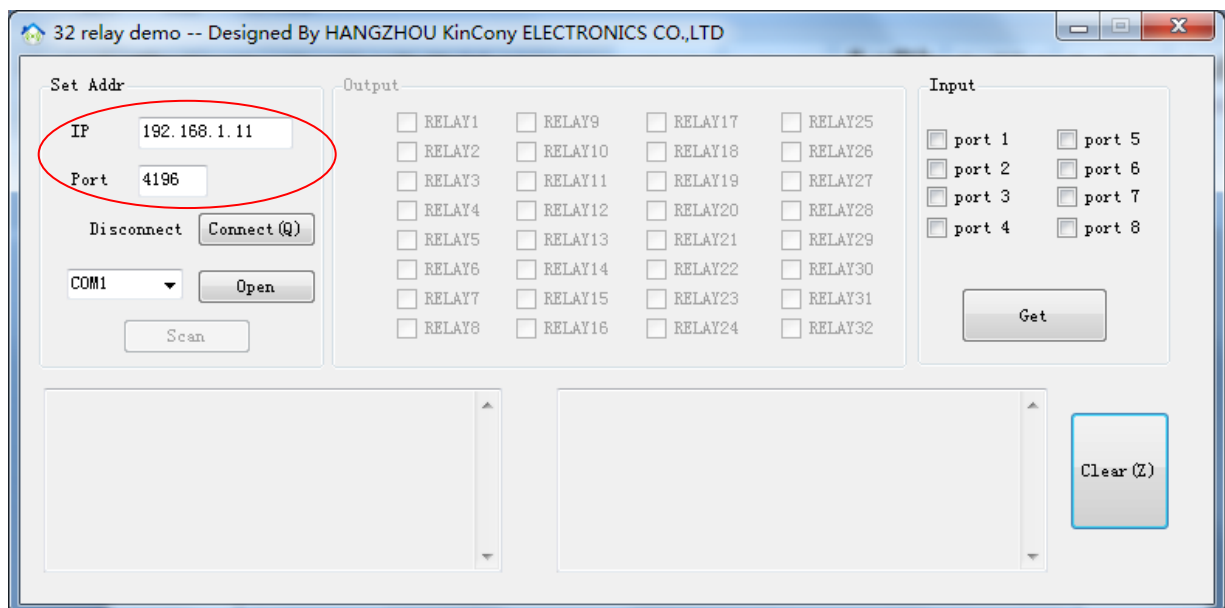 32 relay demo -- Designed By HANGZHOU KinCony ELECTRONICS CO.,LTD
Set Addr
IP 192.168.1.11
Port 4196
Disconnect Connect(Q)
COM1 Open
Scan
Output
RELAY1 RELAY9 RELAY17 RELAY25
RELAY2 RELAY10 RELAY18 RELAY26
RELAY3 RELAY11 RELAY19 RELAY27
RELAY4 RELAY12 RELAY20 RELAY28
RELAY5 RELAY13 RELAY21 RELAY29
RELAY6 RELAY14 RELAY22 RELAY30
RELAY7 RELAY15 RELAY23 RELAY31
RELAY8 RELAY16 RELAY24 RELAY32
Input
port 1 port 5
port 2 port 6
port 3 port 7
port 4 port 8
Get
Clear(Z)